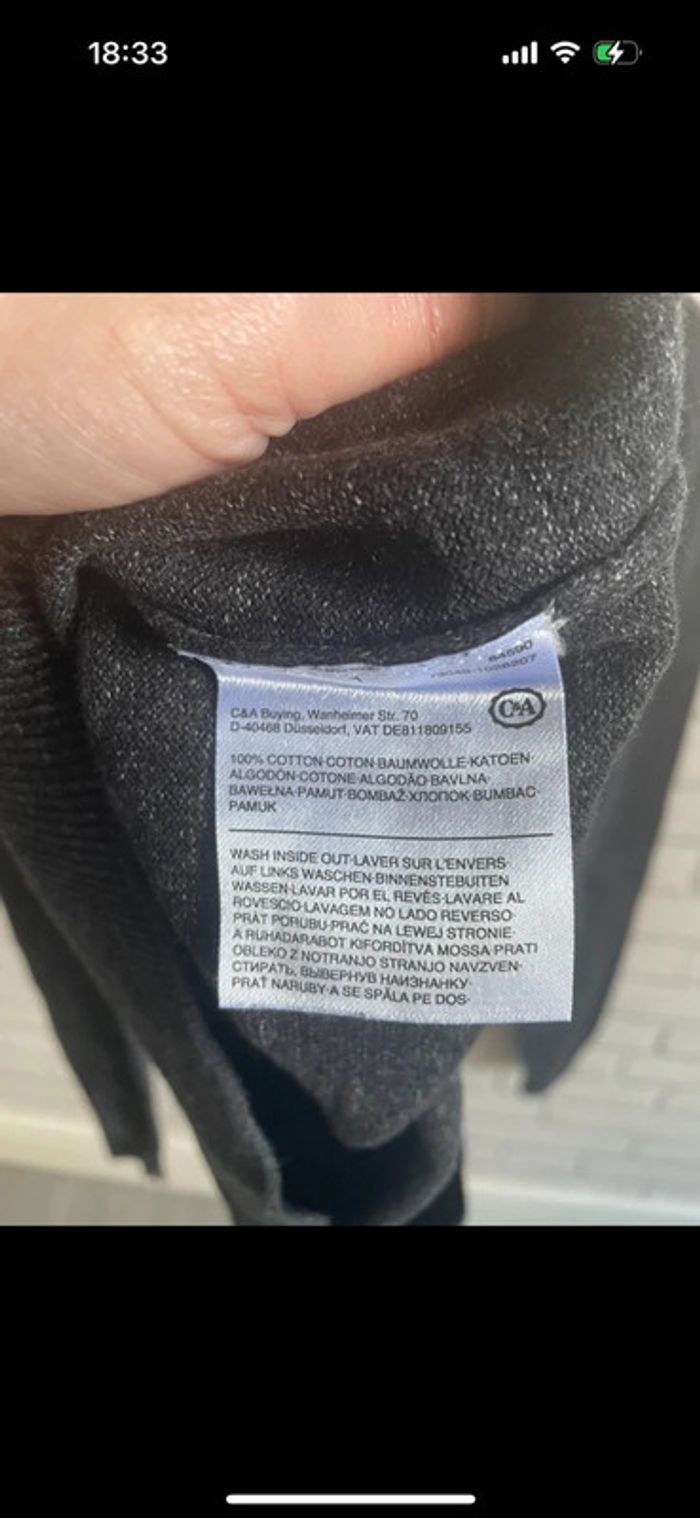 18:33
84590
C&A
C&A Buying, Wanheimer Str. 70
D-40468 Düsseldorf, VAT DE811809155
100% COTTON·COTON·BAUMWOLLE·KATOEN·
ALGODÓN·COTONE·ALGODÃO·BAVLNA·
BAWEŁNA·PAMUT·BOMBAŽ·ХЛОПОК·BUMBAC·
PAMUK
WASH INSIDE OUT·LAVER SUR L'ENVERS·
AUF LINKS WASCHEN·BINNENSTEBUITEN
WASSEN·LAVAR POR EL REVÉS·LAVARE AL
ROVESCIO·LAVAGEM NO LADO REVERSO·
PRÁT PORUBU·PRAĆ NA LEWEJ STRONIE·
A RUHADARABOT KIFORDÍTVA MOSSA·PRATI
OBLEKO Z NOTRANJO STRANJO NAVZVEN·
СТИРАТЬ, ВЫВЕРНУВ НАИЗНАНКУ·
PRAŤ NARUBY·A SE SPĂLA PE DOS·